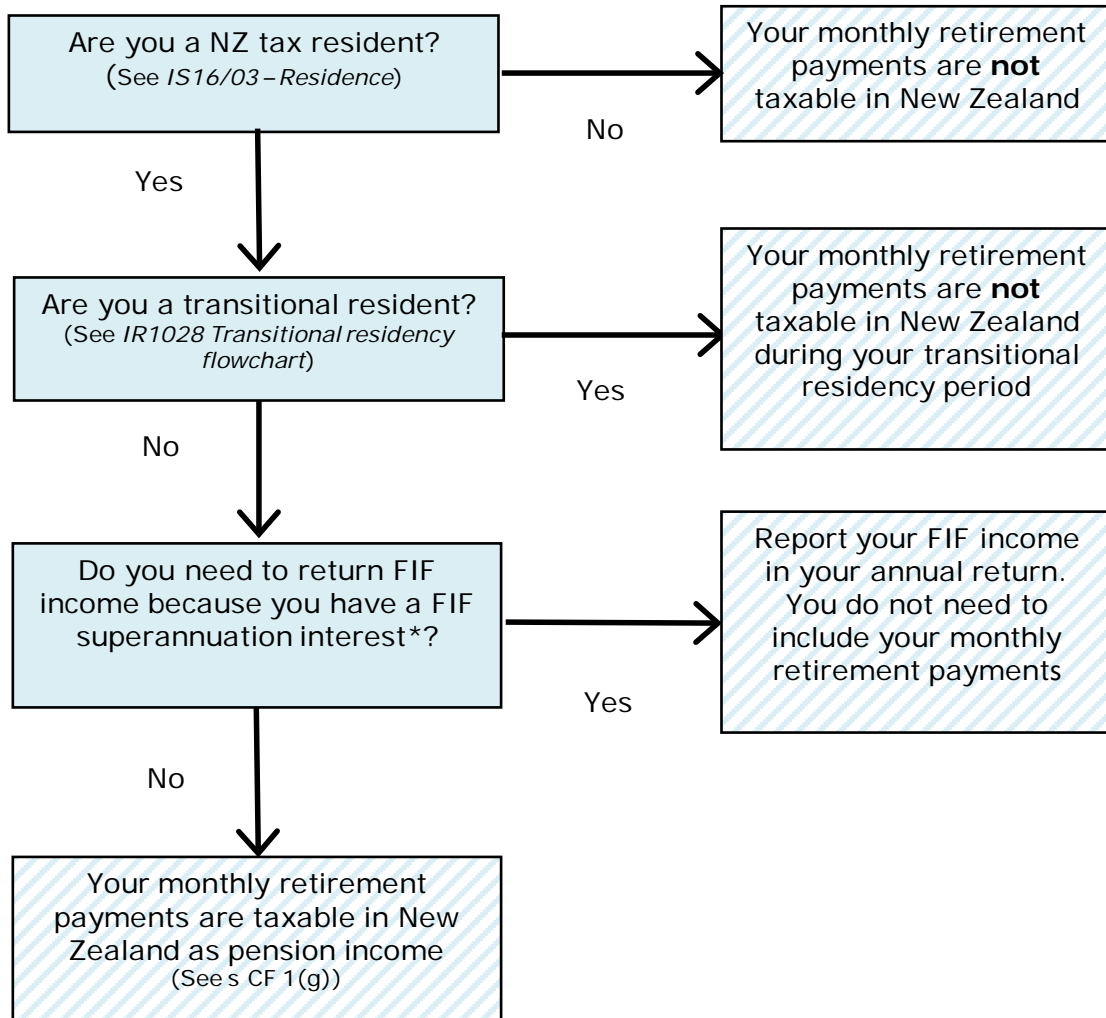 Are you a NZ tax resident?
(See IS16/03 – Residence)
Your monthly retirement
payments are not
taxable in New Zealand
No
Yes
Are you a transitional resident?
(See IR1028 Transitional residency
flowchart)
Your monthly retirement
payments are not
taxable in New Zealand
during your transitional
residency period
Yes
No
Do you need to return FIF
income because you have a FIF
superannuation interest*?
Report your FIF income
in your annual return.
You do not need to
include your monthly
retirement payments
Yes
No
Your monthly retirement
payments are taxable in New
Zealand as pension income
(See s CF 1(g))